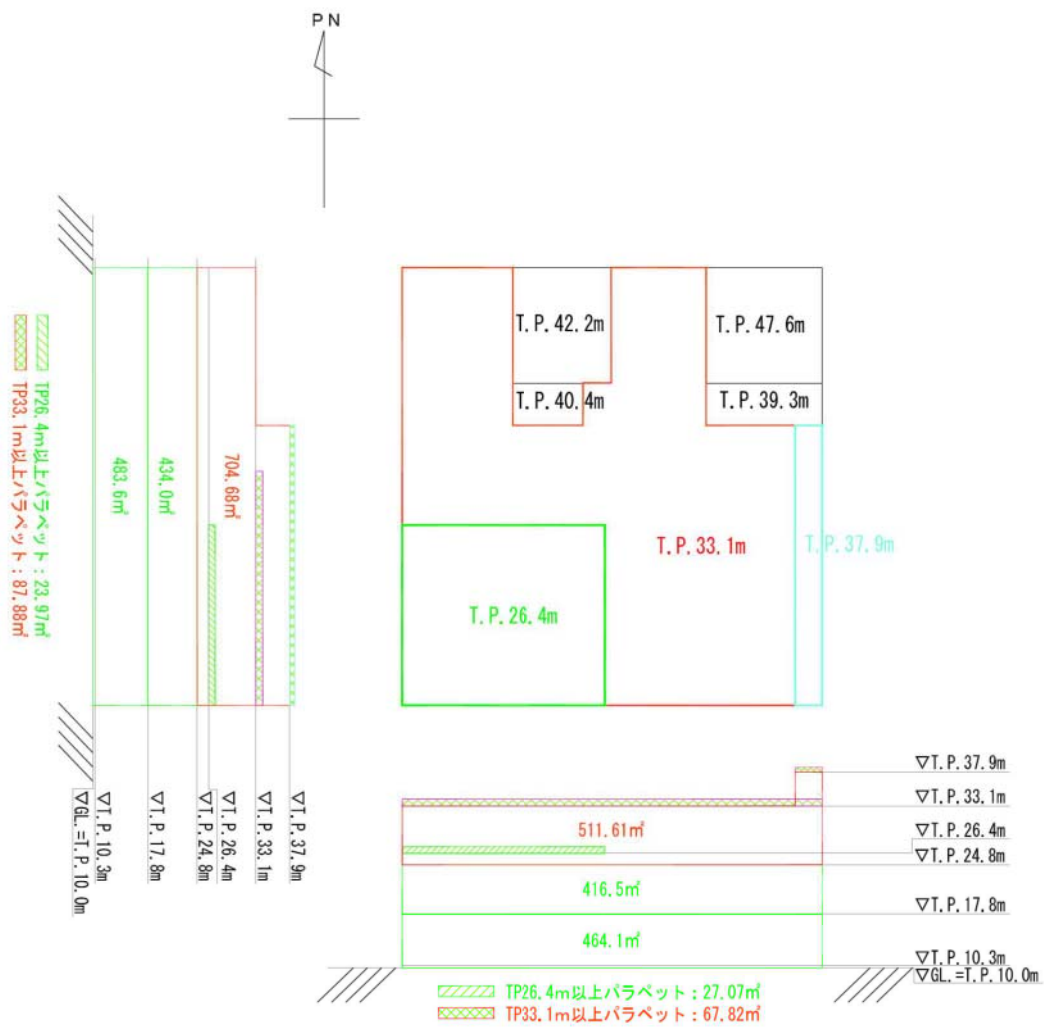 PN
T.P.42.2m
T.P.47.6m
T.P.40.4m
T.P.39.3m
T.P.33.1m
T.P.37.9m
T.P.26.4m
483.6㎡
434.0㎡
704.68㎡
TP26.4m以上パラペット:23.97㎡
TP33.1m以上パラペット:87.88㎡
▽GL.=T.P.10.0m
▽T.P.10.3m
▽T.P.17.8m
▽T.P.24.8m
▽T.P.26.4m
▽T.P.33.1m
▽T.P.37.9m
511.61㎡
416.5㎡
464.1㎡
▽T.P.37.9m
▽T.P.33.1m
▽T.P.26.4m
▽T.P.24.8m
▽T.P.17.8m
▽T.P.10.3m
▽GL.=T.P.10.0m
TP26.4m以上パラペット:27.07㎡
TP33.1m以上パラペット:67.82㎡